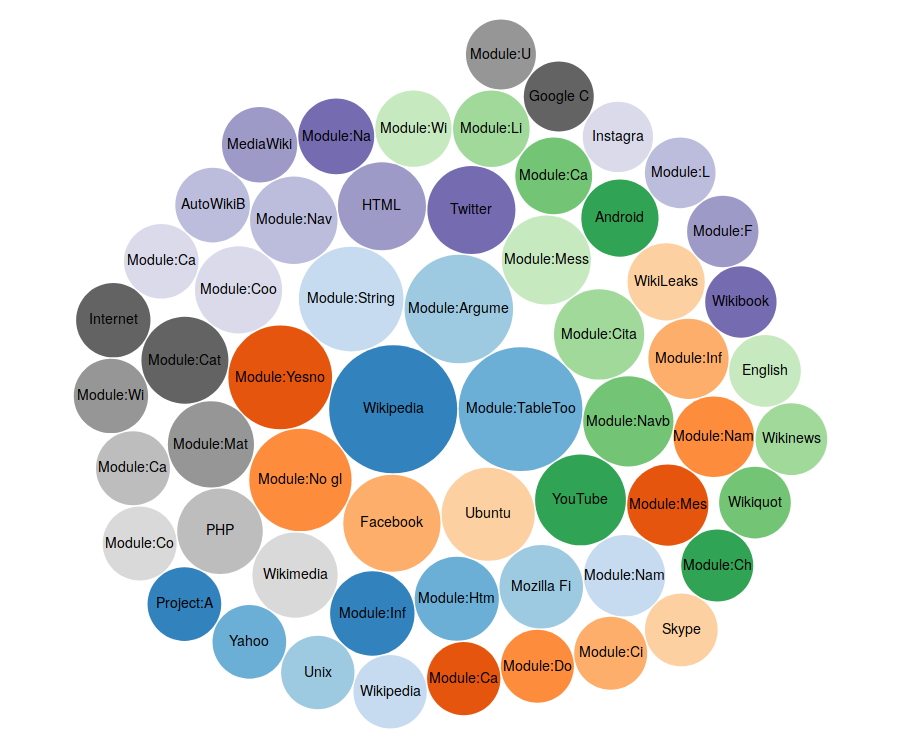 Module:U
Google C
Module:Na
Module:Wi
Module:Li
Instagra
MediaWiki
Module:Ca
Module:L
AutoWikiB
Module:Nav
HTML
Twitter
Android
Module:F
Module:Ca
Module:Coo
Module:String
Module:Argume
Module:Mess
WikiLeaks
Wikibook
Internet
Module:Cat
Module:Yesno
Module:Cita
Module:Inf
English
Module:Wi
Wikipedia
Module:TableToo
Module:Navb
Module:Nam
Wikinews
Module:Ca
Module:Mat
Module:No gl
Facebook
Ubuntu
YouTube
Module:Mes
Wikiquot
Module:Co
PHP
Wikimedia
Module:Inf
Module:Htm
Mozilla Fi
Module:Nam
Module:Ch
Project:A
Yahoo
Unix
Wikipedia
Module:Ca
Module:Do
Module:Ci
Skype